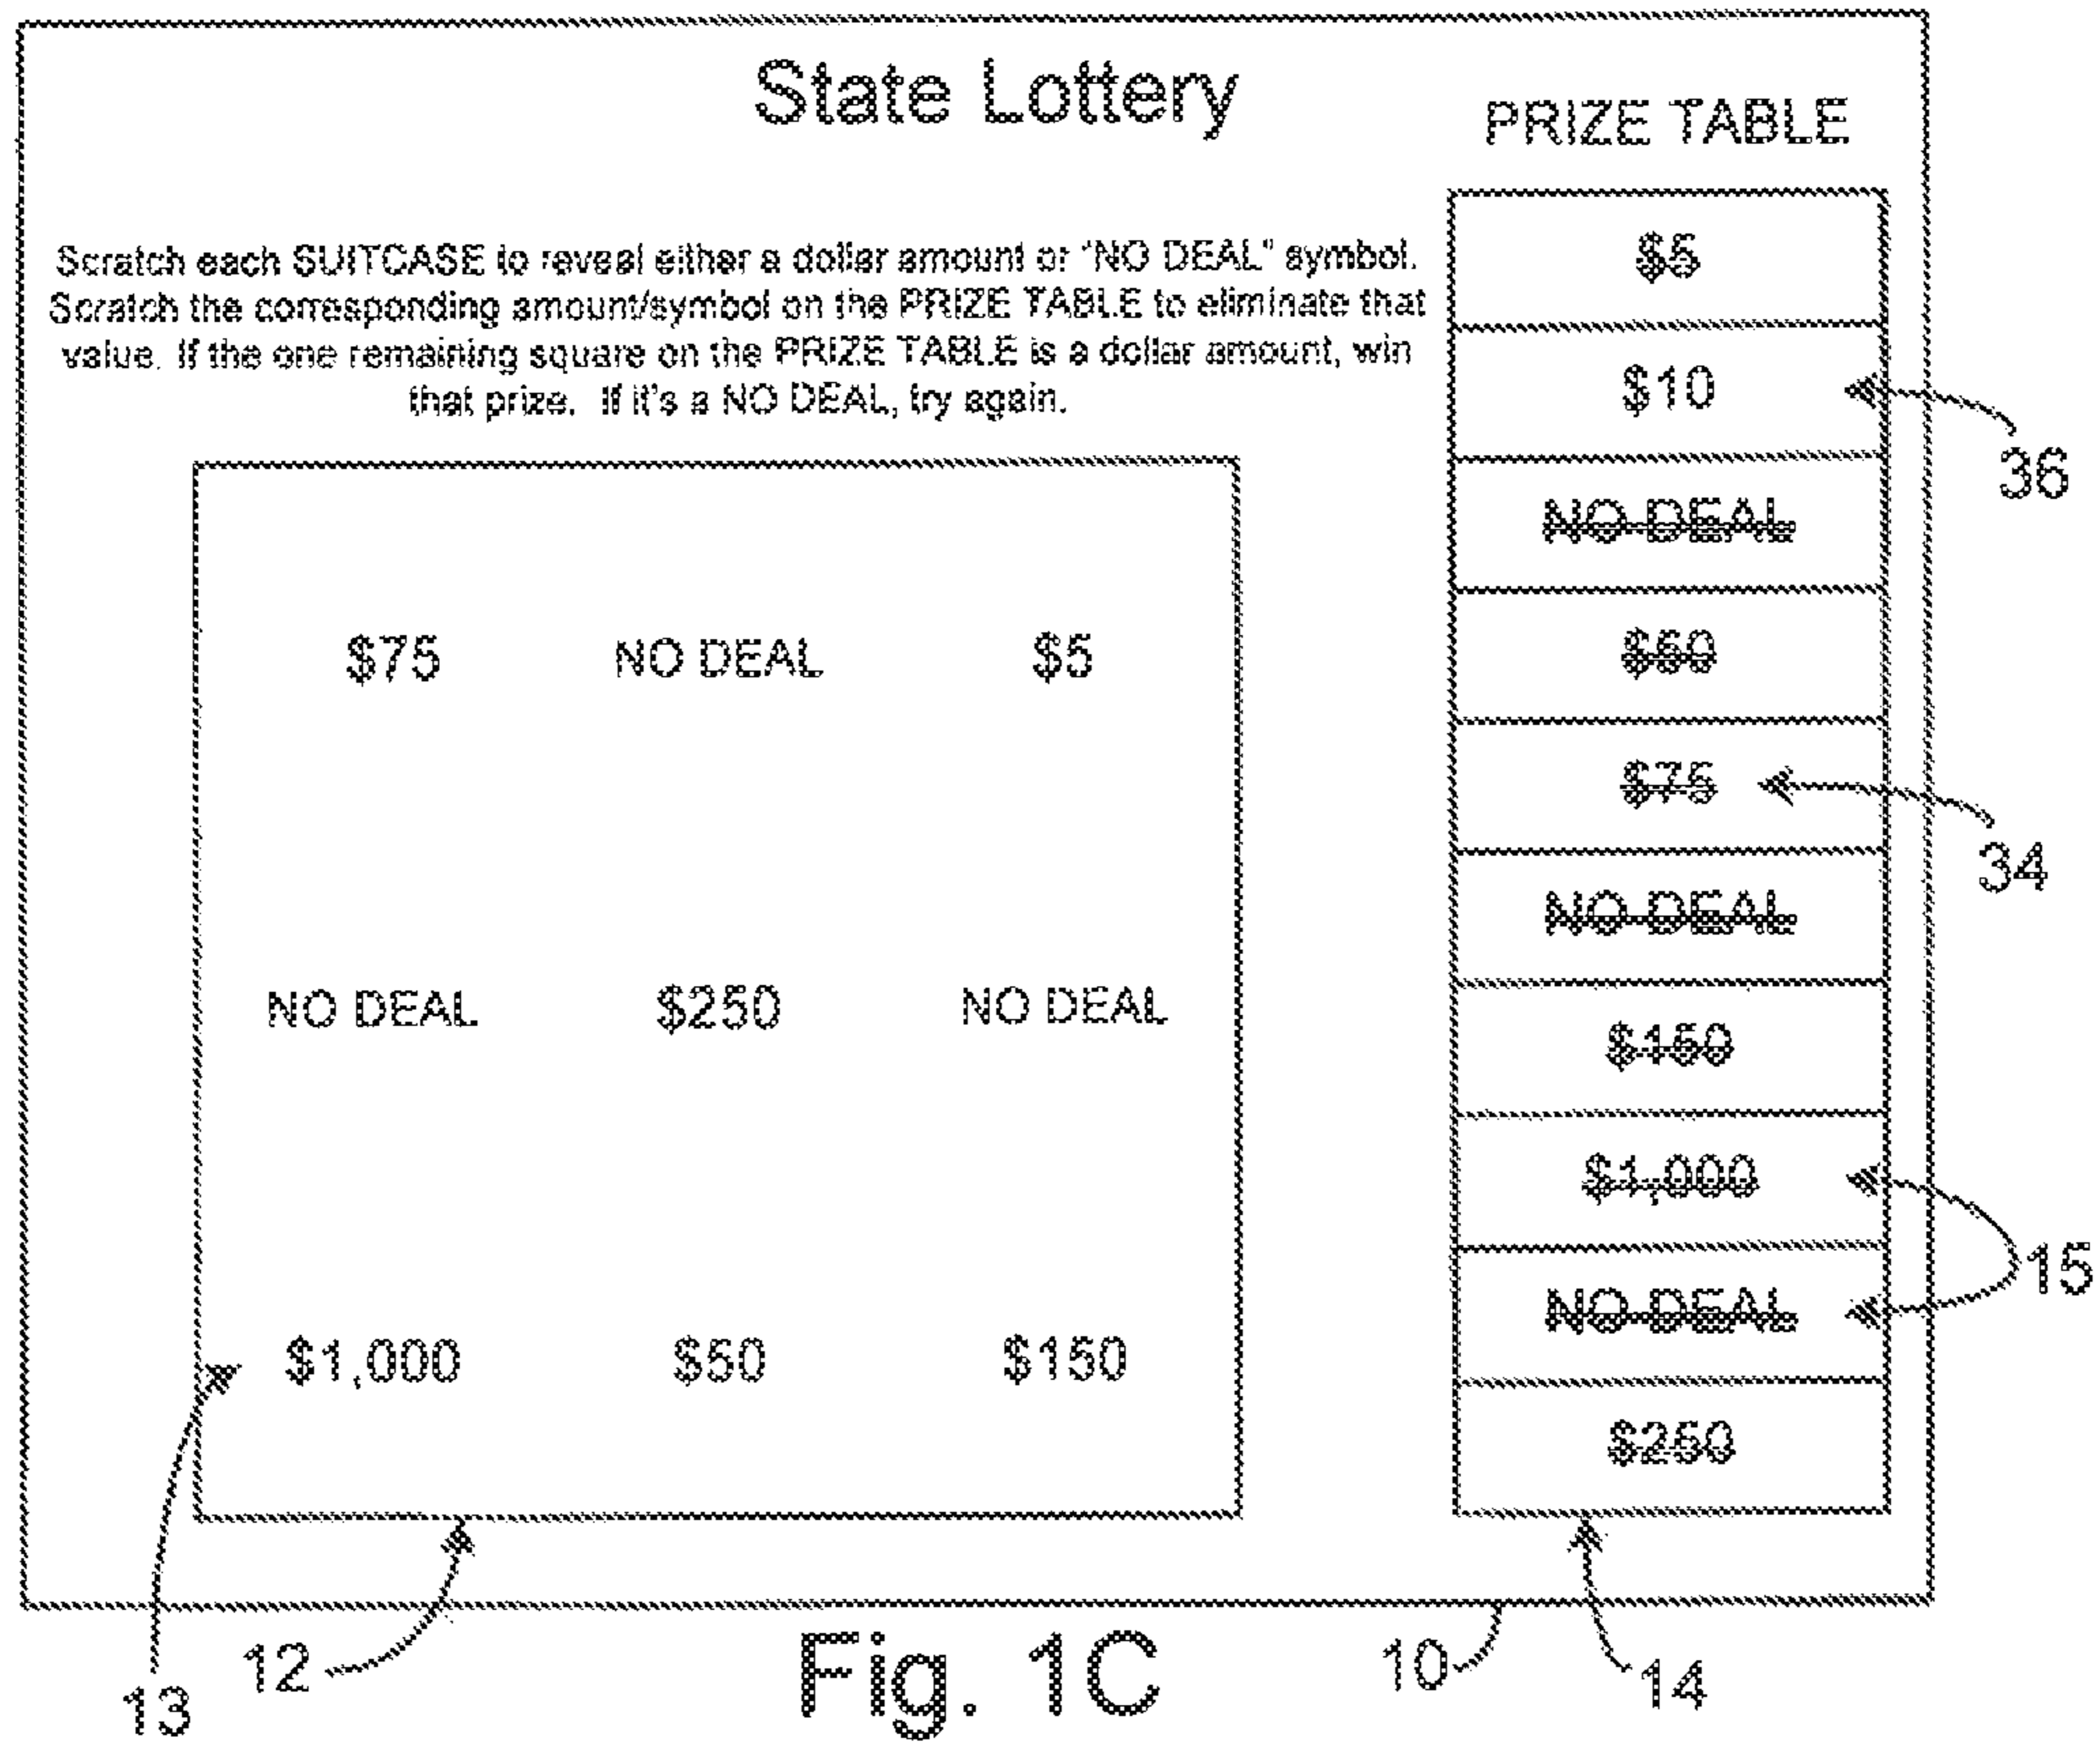 State Lottery
PRIZE TABLE
Scratch each SUITCASE to reveal either a dollar amount or "NO DEAL" symbol.
Scratch the corresponding amount/symbol on the PRIZE TABLE to eliminate that
value. If the one remaining square on the PRIZE TABLE is a dollar amount, win
that prize. If it's a NO DEAL, try again.
$75 NO DEAL $5
NO DEAL $250 NO DEAL
$1,000 $50 $150
$5
$10
NO DEAL
$50
$75
NO DEAL
$150
$1,000
NO DEAL
$250
36
34
15
13
12
10
14
Fig. 1C